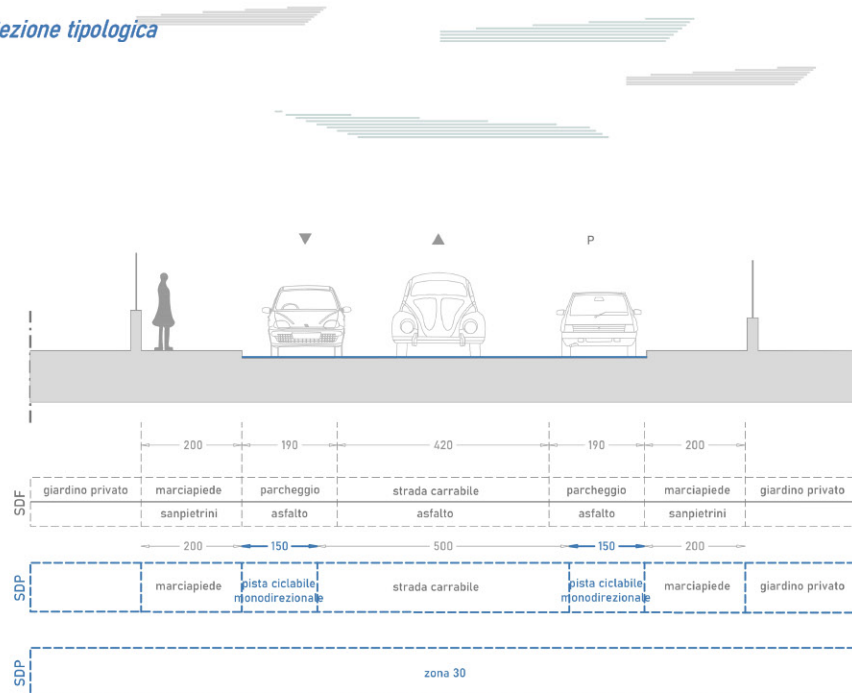 ezione tipologica
P
200 190 420 190 200
SDF
giardino privato marciapiede parcheggio strada carrabile parcheggio marciapiede giardino privato
sanpietrini asfalto asfalto asfalto sanpietrini
200 150 500 150 200
SDP
marciapiede pista ciclabile monodirezionale strada carrabile pista ciclabile monodirezionale marciapiede giardino privato
SDP
zona 30